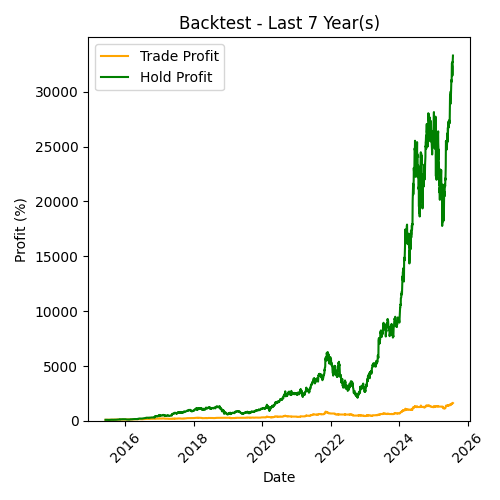 Backtest - Last 7 Year(s)
Trade Profit
Hold Profit
Profit (%)
30000
25000
20000
15000
10000
5000
0
2016
2018
2020
2022
2024
2026
Date